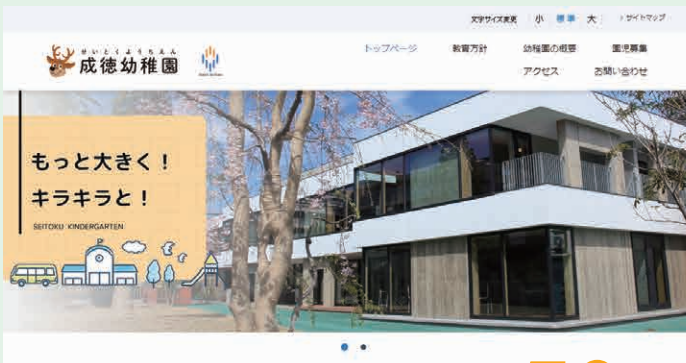 文字サイズ変更 小 標準 大 › サイトマップ
せいとくようちえん
成徳幼稚園
トップページ 教育方針 幼稚園の概要 園児募集
アクセス お問い合わせ
もっと大きく！
キラキラと！
SEITOKU KINDERGARTEN